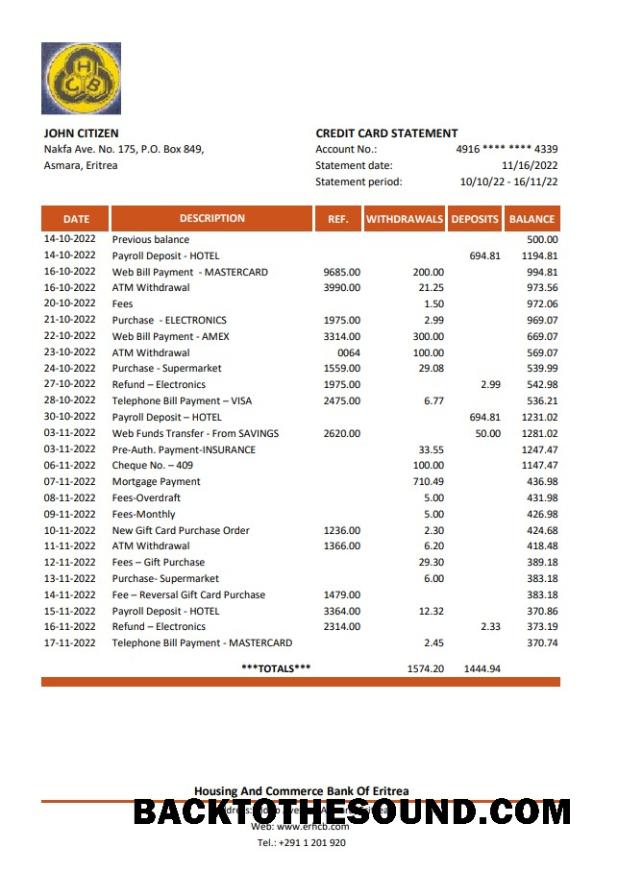 H
C B
JOHN CITIZEN
Nakfa Ave. No. 175, P.O. Box 849,
Asmara, Eritrea
CREDIT CARD STATEMENT
Account No.: 4916 **** **** 4339
Statement date: 11/16/2022
Statement period: 10/10/22 - 16/11/22
DATE DESCRIPTION REF. WITHDRAWALS DEPOSITS BALANCE
14-10-2022 Previous balance 500.00
14-10-2022 Payroll Deposit - HOTEL 694.81 1194.81
16-10-2022 Web Bill Payment - MASTERCARD 9685.00 200.00 994.81
16-10-2022 ATM Withdrawal 3990.00 21.25 973.56
20-10-2022 Fees 1.50 972.06
21-10-2022 Purchase - ELECTRONICS 1975.00 2.99 969.07
22-10-2022 Web Bill Payment - AMEX 3314.00 300.00 669.07
23-10-2022 ATM Withdrawal 0064 100.00 569.07
24-10-2022 Purchase - Supermarket 1559.00 29.08 539.99
27-10-2022 Refund – Electronics 1975.00 2.99 542.98
28-10-2022 Telephone Bill Payment – VISA 2475.00 6.77 536.21
30-10-2022 Payroll Deposit – HOTEL 694.81 1231.02
03-11-2022 Web Funds Transfer - From SAVINGS 2620.00 50.00 1281.02
03-11-2022 Pre-Auth. Payment-INSURANCE 33.55 1247.47
06-11-2022 Cheque No. – 409 100.00 1147.47
07-11-2022 Mortgage Payment 710.49 436.98
08-11-2022 Fees-Overdraft 5.00 431.98
09-11-2022 Fees-Monthly 5.00 426.98
10-11-2022 New Gift Card Purchase Order 1236.00 2.30 424.68
11-11-2022 ATM Withdrawal 1366.00 6.20 418.48
12-11-2022 Fees – Gift Purchase 29.30 389.18
13-11-2022 Purchase- Supermarket 6.00 383.18
14-11-2022 Fee – Reversal Gift Card Purchase 1479.00 383.18
15-11-2022 Payroll Deposit - HOTEL 3364.00 12.32 370.86
16-11-2022 Refund – Electronics 2314.00 2.33 373.19
17-11-2022 Telephone Bill Payment - MASTERCARD 2.45 370.74
***TOTALS*** 1574.20 1444.94
Housing And Commerce Bank Of Eritrea
BACKTOTHESOUND.COM
Web: www.erhcb.com
Tel.: +291 1 201 920